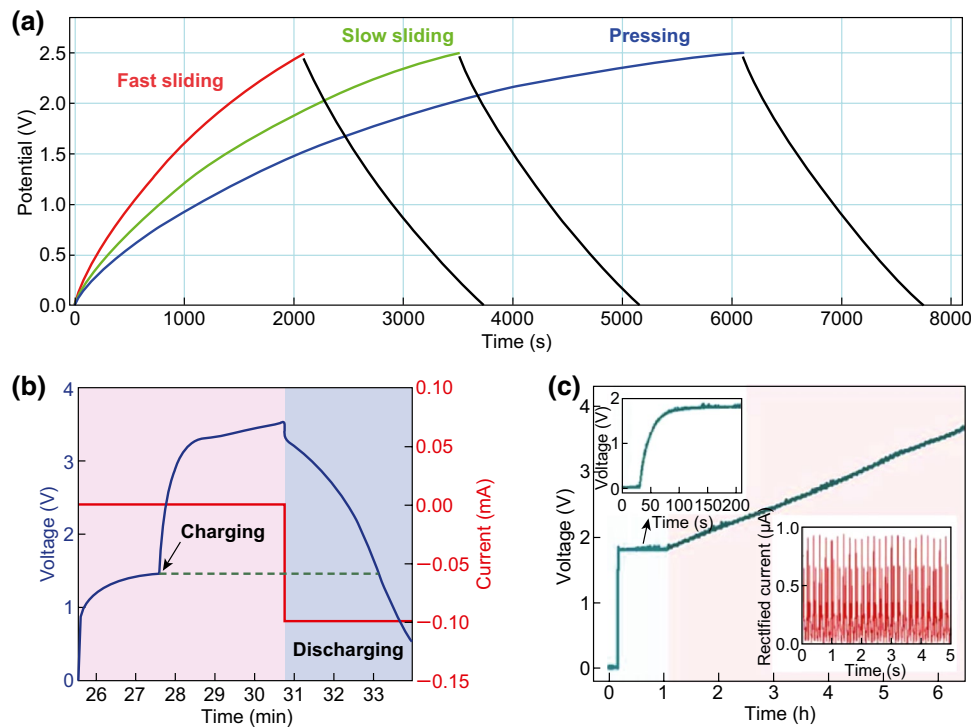 (a)
Fast sliding
Slow sliding
Pressing
Potential (V)
2.5
2.0
1.5
1.0
0.5
0.0
0 1000 2000 3000 4000 5000 6000 7000 8000
Time (s)
(b)
Voltage (V)
4
3
2
1
0
Charging
Discharging
0.10
0.05
0.00
−0.05
−0.10
−0.15
Current (mA)
26 27 28 29 30 31 32 33
Time (min)
(c)
Voltage (V)
4
3
2
1
0
Voltage (V)
2
1
0
0 50 100 150 200
Time (s)
Rectified current (μA)
1.0
0.5
0.0
0 1 2 3 4 5
Time (s)
0 1 2 3 4 5 6
Time (h)